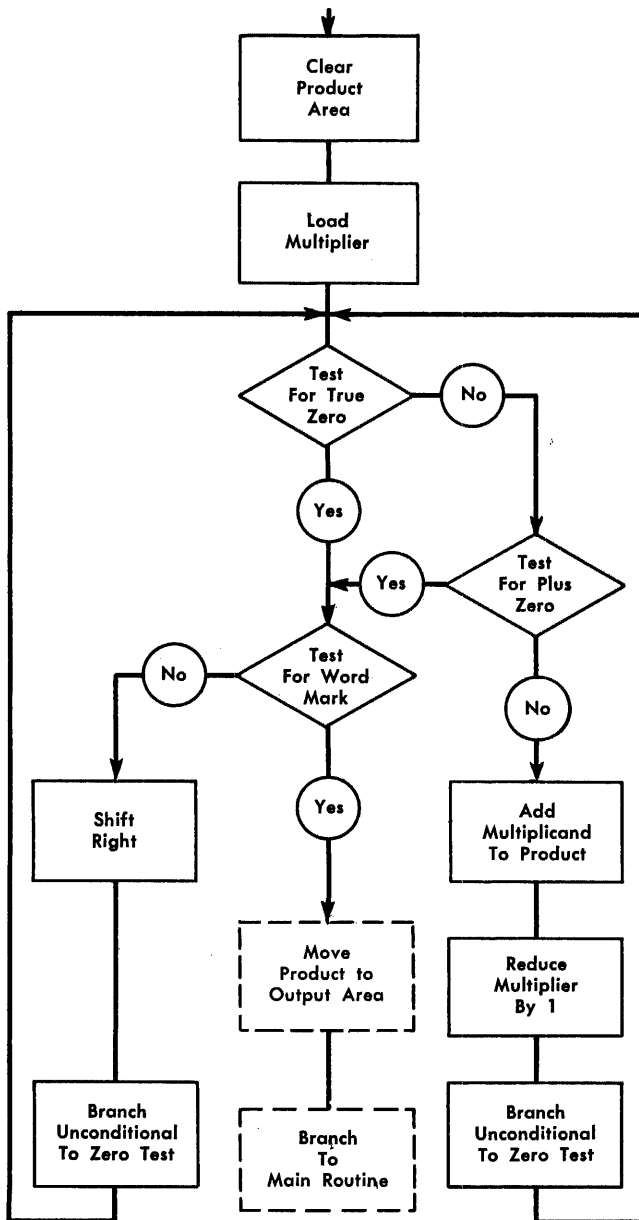 Clear
Product
Area
Load
Multiplier
Test
For True
Zero
No
Yes
Test
For Plus
Zero
Yes
Test
For Word
Mark
No
No
Yes
Shift
Right
Add
Multiplicand
To Product
Move
Product to
Output Area
Reduce
Multiplier
By 1
Branch
Unconditional
To Zero Test
Branch
To
Main Routine
Branch
Unconditional
To Zero Test